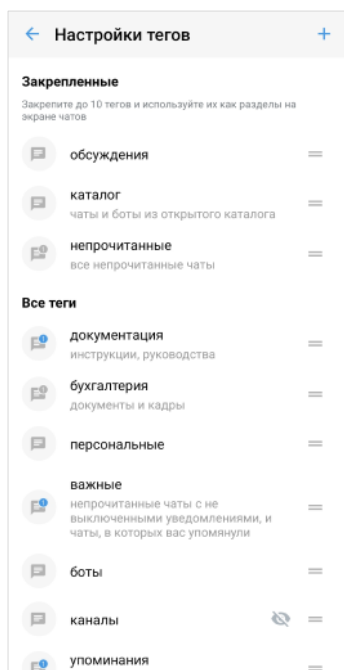 Настройки тегов
Закрепленные
Закрепите до 10 тегов и используйте их как разделы на
экране чатов
обсуждения
каталог
чаты и боты из открытого каталога
непрочитанные
все непрочитанные чаты
Все теги
документация
инструкции, руководства
бухгалтерия
документы и кадры
персональные
важные
непрочитанные чаты с не
выключенными уведомлениями, и
чаты, в которых вас упомянули
боты
каналы
упоминания